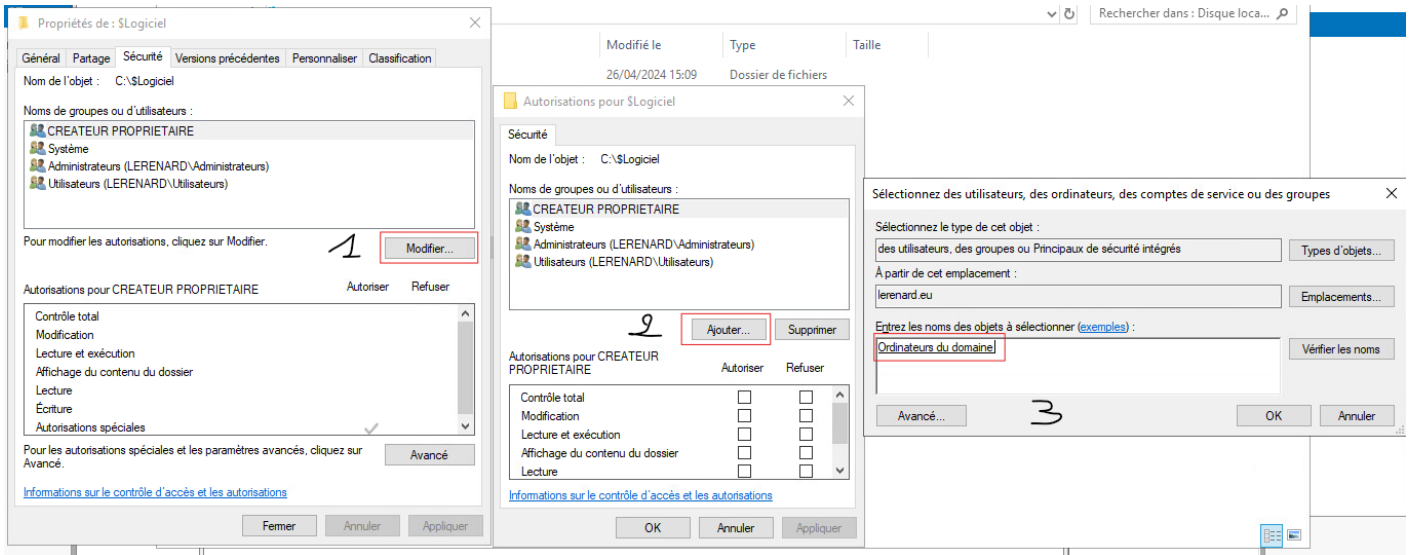 Propriétés de : $Logiciel
Général Partage Sécurité Versions précédentes Personnaliser Classification
Nom de l'objet : C:\$Logiciel
Noms de groupes ou d'utilisateurs :
CREATEUR PROPRIETAIRE
Système
Administrateurs (LERENARD\Administrateurs)
Utilisateurs (LERENARD\Utilisateurs)
Pour modifier les autorisations, cliquez sur Modifier.
1
Modifier...
Autorisations pour CREATEUR PROPRIETAIRE Autoriser Refuser
Contrôle total
Modification
Lecture et exécution
Affichage du contenu du dossier
Lecture
Écriture
Autorisations spéciales
Pour les autorisations spéciales et les paramètres avancés, cliquez sur
Avancé.
Avancé
Informations sur le contrôle d'accès et les autorisations
Fermer Annuler Appliquer
Rechercher dans : Disque loca...
Modifié le Type Taille
26/04/2024 15:09 Dossier de fichiers
Autorisations pour $Logiciel
Sécurité
Nom de l'objet : C:\$Logiciel
Noms de groupes ou d'utilisateurs :
CREATEUR PROPRIETAIRE
Système
Administrateurs (LERENARD\Administrateurs)
Utilisateurs (LERENARD\Utilisateurs)
2
Ajouter... Supprimer
Autorisations pour CREATEUR
PROPRIETAIRE Autoriser Refuser
Contrôle total
Modification
Lecture et exécution
Affichage du contenu du dossier
Lecture
Informations sur le contrôle d'accès et les autorisations
OK Annuler Appliquer
Sélectionnez des utilisateurs, des ordinateurs, des comptes de service ou des groupes
Sélectionnez le type de cet objet :
des utilisateurs, des groupes ou Principaux de sécurité intégrés Types d'objets...
À partir de cet emplacement :
lerenard.eu Emplacements...
Entrez les noms des objets à sélectionner (exemples) :
Ordinateurs du domaine Vérifier les noms
Avancé... 3 OK Annuler